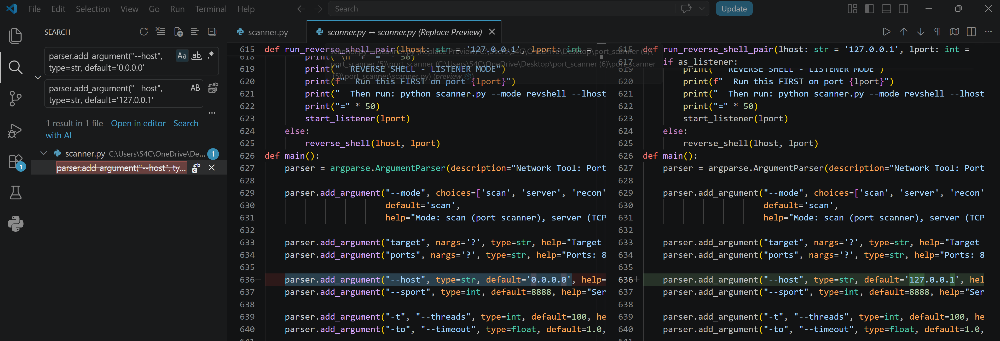 File Edit Selection View Go Run Terminal Help
Search
Update
SEARCH
parser.add_argument("--host",
type=str, default='0.0.0.0'
Aa ab .*
parser.add_argument("--host",
type=str, default='127.0.0.1'
AB
1 result in 1 file - Open in editor - Search
with AI
scanner.py C:\Users\S4C\OneDrive\De... 1
parser.add_argument("--host", ty...
1
scanner.py
scanner.py ↔ scanner.py (Replace Preview)
615 def run_reverse_shell_pair(lhost: str = '127.0.0.1', lport: int =
618 print("\n" + "=" * 50)
619 print("  REVERSE SHELL - LISTENER MODE")
620 print(f"  Run this FIRST on port {lport}")
621 print("  Then run: python scanner.py --mode revshell --lhost
622 print("=" * 50)
623 start_listener(lport)
624 else:
625 reverse_shell(lhost, lport)
626 def main():
627 parser = argparse.ArgumentParser(description="Network Tool: Port
628
629 parser.add_argument("--mode", choices=['scan', 'server', 'recon'
630 default='scan',
631 help="Mode: scan (port scanner), server (TCP
632
633 parser.add_argument("target", nargs='?', type=str, help="Target
634 parser.add_argument("ports", nargs='?', type=str, help="Ports: 8
635
636 parser.add_argument("--host", type=str, default='0.0.0.0', help=
637 parser.add_argument("--sport", type=int, default=8888, help="Ser
638
639 parser.add_argument("-t", "--threads", type=int, default=100, he
640 parser.add_argument("-to", "--timeout", type=float, default=1.0,
641
scanner.py ↔ scanner.py (Replace Preview) C:\Users\S4C\OneDrive\Desktop\port_scanner (6)\
port_scanner (5)\port_scanner (C:\Users\S4C\OneDrive\Desktop\port_scanner (6)\port_scanner
(5)\port_scanner\scanner.py) (preview
615 def run_reverse_shell_pair(lhost: str = '127.0.0.1', lport: int =
617 if as_listener:
619 print("  REVERSE SHELL - LISTENER MODE")
620 print(f"  Run this FIRST on port {lport}")
621 print("  Then run: python scanner.py --mode revshell --lhost
622 print("=" * 50)
623 start_listener(lport)
624 else:
625 reverse_shell(lhost, lport)
626 def main():
627 parser = argparse.ArgumentParser(description="Network Tool: Port
628
629 parser.add_argument("--mode", choices=['scan', 'server', 'recon'
630 default='scan',
631 help="Mode: scan (port scanner), server (TCP
632
633 parser.add_argument("target", nargs='?', type=str, help="Target
634 parser.add_argument("ports", nargs='?', type=str, help="Ports: 8
635
636+ parser.add_argument("--host", type=str, default='127.0.0.1', hel
637 parser.add_argument("--sport", type=int, default=8888, help="Ser
638
639 parser.add_argument("-t", "--threads", type=int, default=100, he
640 parser.add_argument("-to", "--timeout", type=float, default=1.0,
641